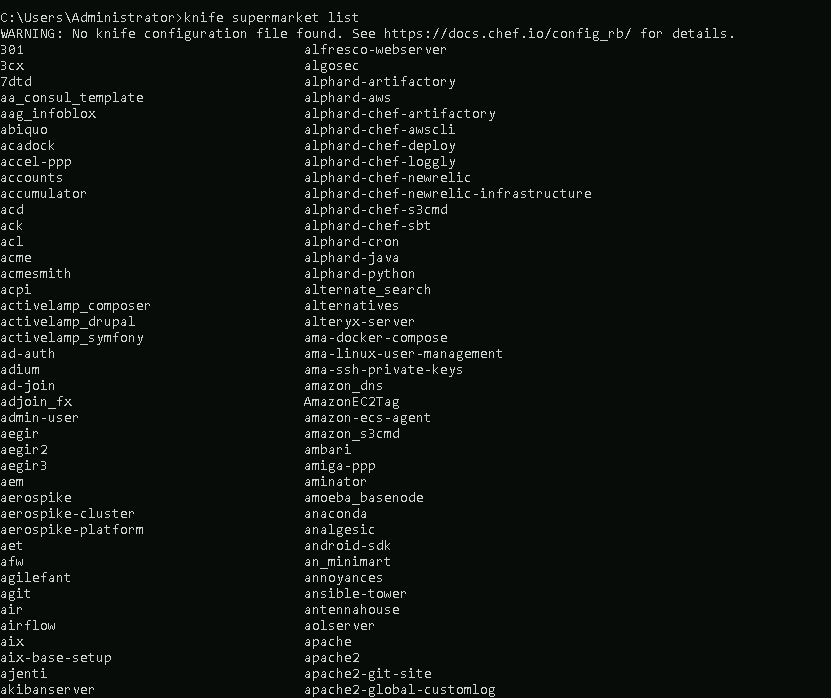 C:\Users\Administrator>knife supermarket list
WARNING: No knife configuration file found. See https://docs.chef.io/config_rb/ for details.
301 alfresco-webserver
3cx algosec
7dtd alphard-artifactory
aa_consul_template alphard-aws
aag_infoblox alphard-chef-artifactory
abiquo alphard-chef-awscli
acadock alphard-chef-deploy
accel-ppp alphard-chef-loggly
accounts alphard-chef-newrelic
accumulator alphard-chef-newrelic-infrastructure
acd alphard-chef-s3cmd
ack alphard-chef-sbt
acl alphard-cron
acme alphard-java
acmesmith alphard-python
acpi alternate_search
activelamp_composer alternatives
activelamp_drupal alteryx-server
activelamp_symfony ama-docker-compose
ad-auth ama-linux-user-management
adium ama-ssh-private-keys
ad-join amazon_dns
adjoin_fx AmazonEC2Tag
admin-user amazon-ecs-agent
aegir amazon_s3cmd
aegir2 ambari
aegir3 amiga-ppp
aem aminator
aerospike amoeba_basenode
aerospike-cluster anaconda
aerospike-platform analgesic
aet android-sdk
afw an_minimart
agilefant annoyances
agit ansible-tower
air antennahouse
airflow aolserver
aix apache
aix-base-setup apache2
ajenti apache2-git-site
akibanserver apache2-global-customlog